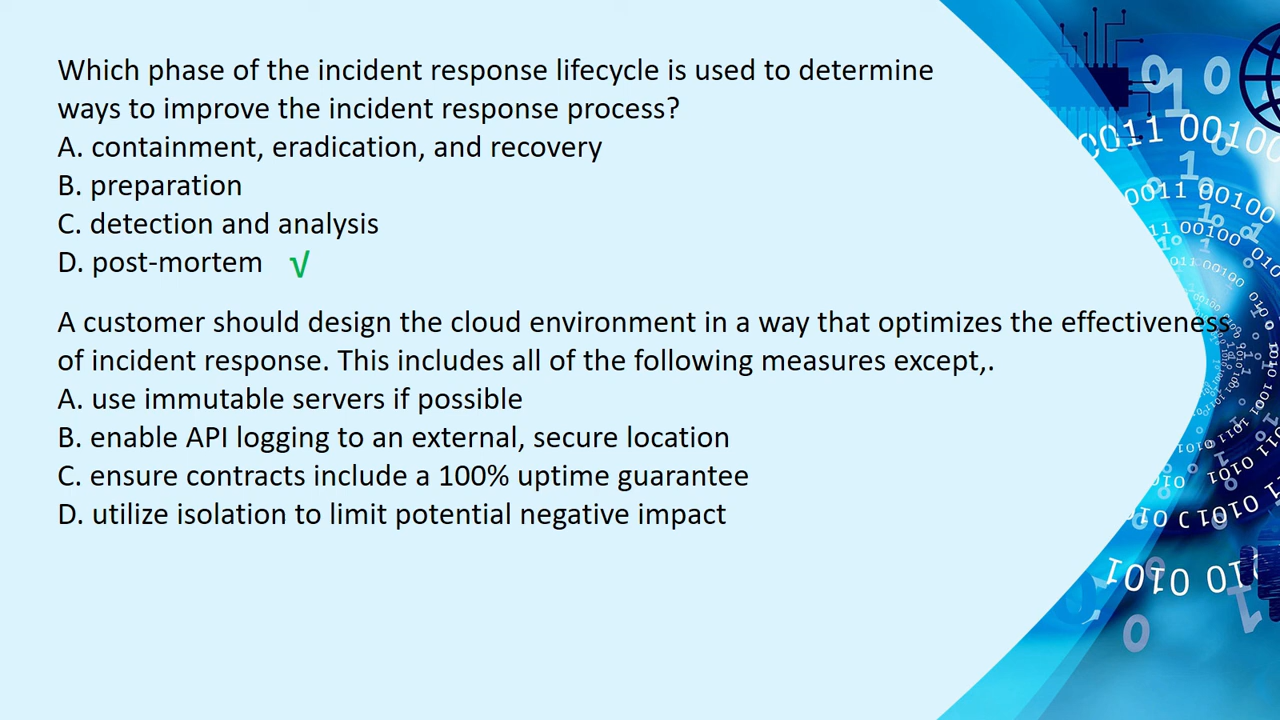 Which phase of the incident response lifecycle is used to determine
ways to improve the incident response process?
A. containment, eradication, and recovery
B. preparation
C. detection and analysis
D. post-mortem √
A customer should design the cloud environment in a way that optimizes the effectiveness
of incident response. This includes all of the following measures except,.
A. use immutable servers if possible
B. enable API logging to an external, secure location
C. ensure contracts include a 100% uptime guarantee
D. utilize isolation to limit potential negative impact